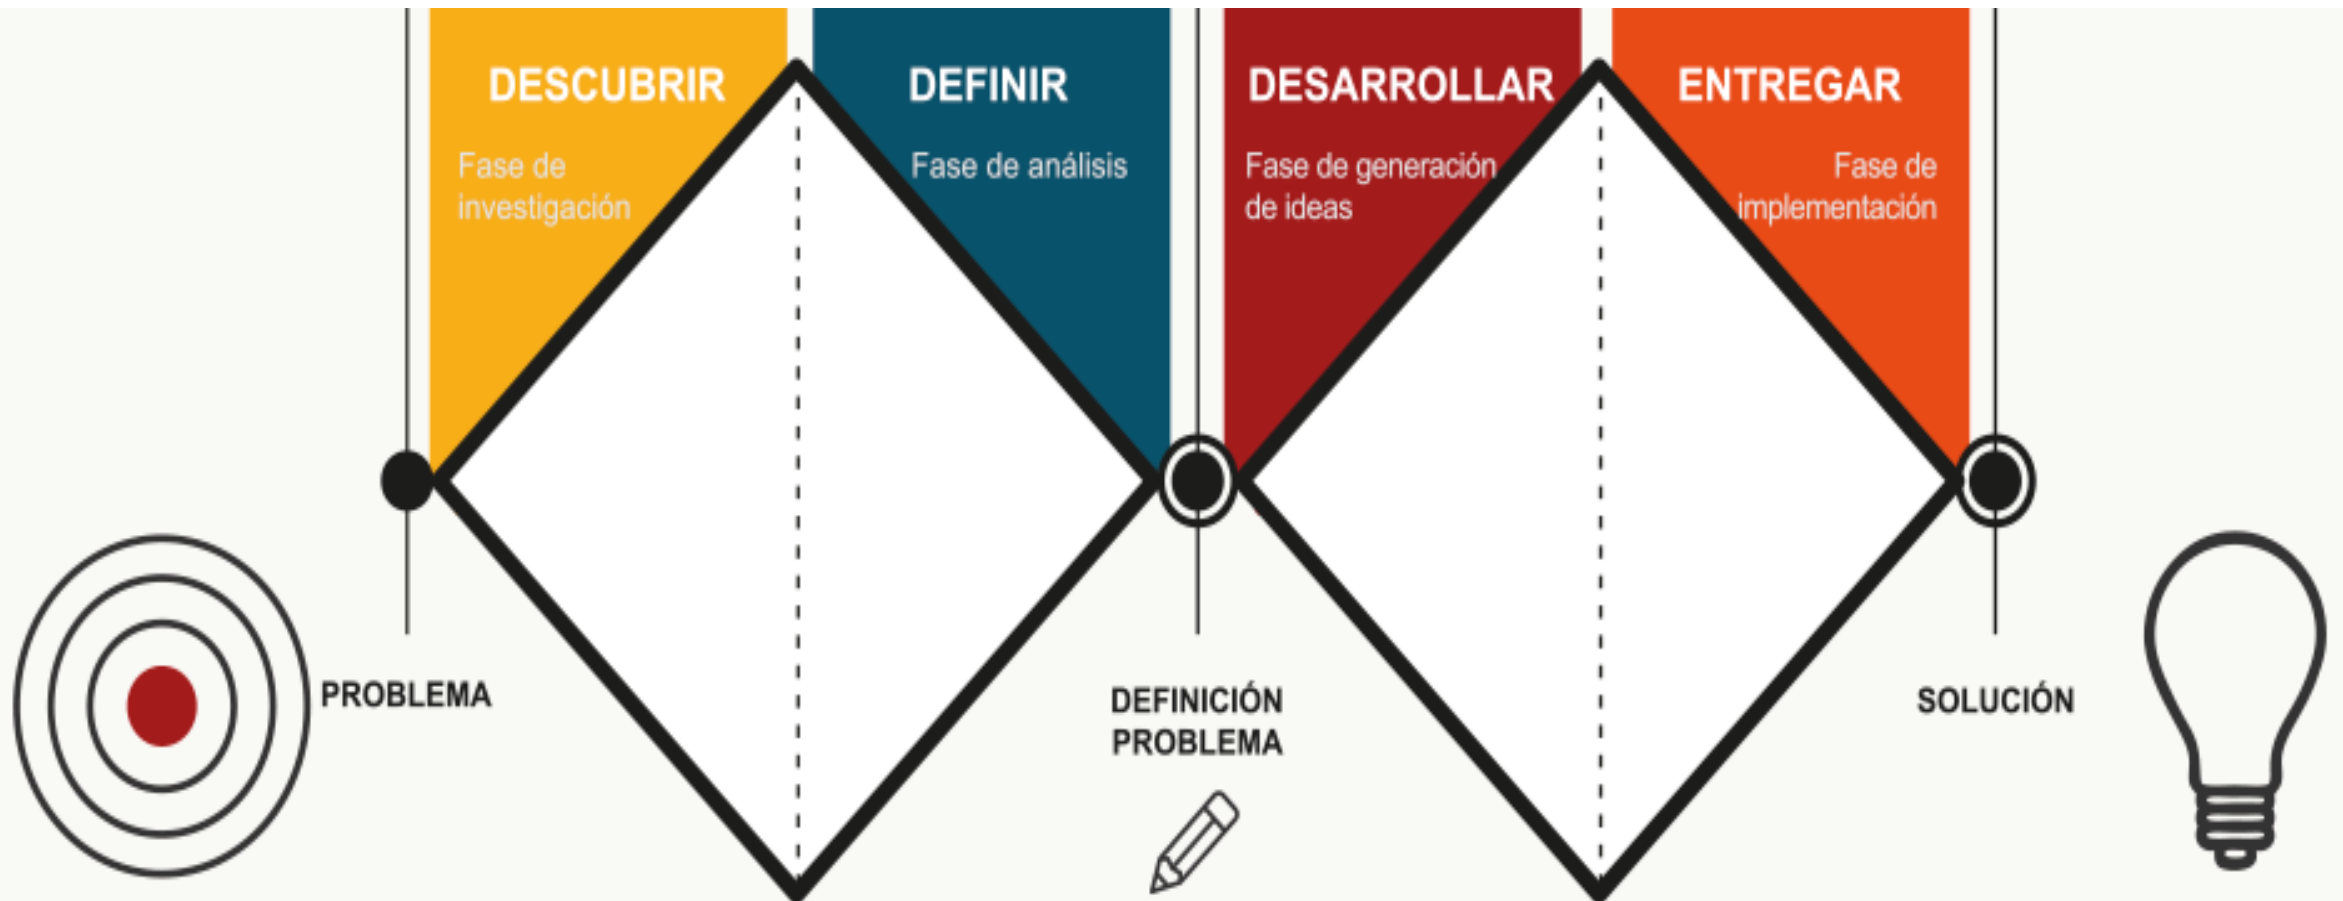 DESCUBRIR
Fase de
investigación
DEFINIR
Fase de análisis
DESARROLLAR
Fase de generación
de ideas
ENTREGAR
Fase de
implementación
PROBLEMA
DEFINICIÓN
PROBLEMA
SOLUCIÓN